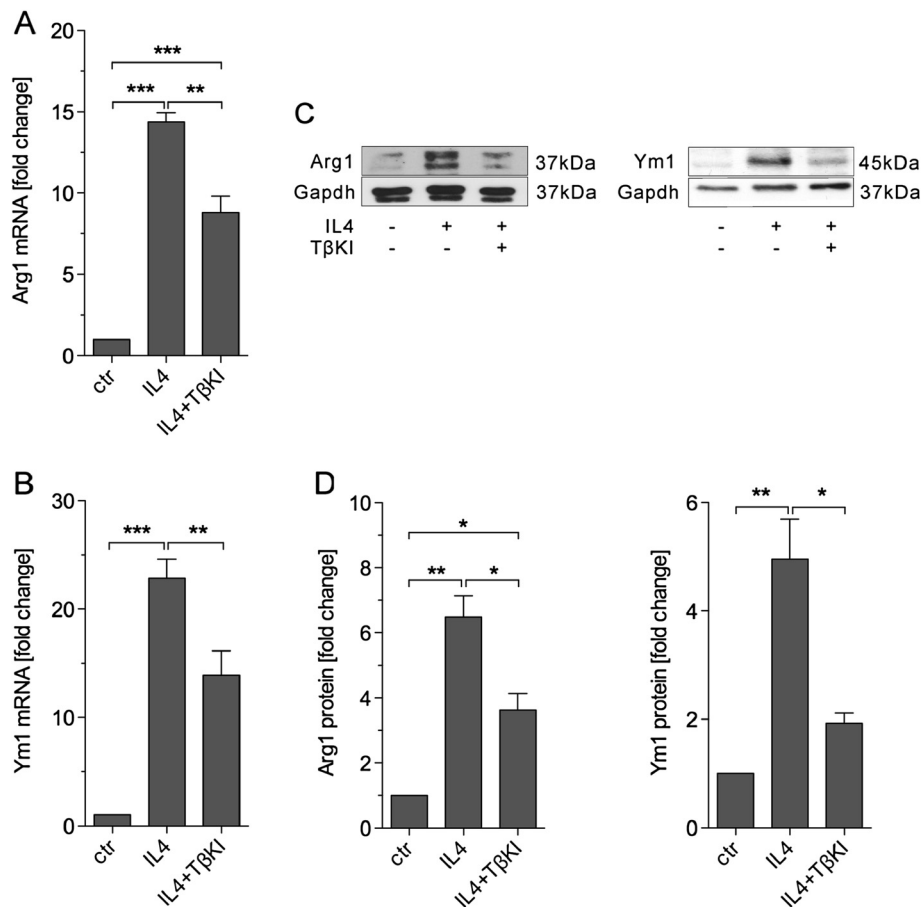 A
Arg1 mRNA [fold change]
20
15
10
5
0
***
*** **
ctr IL4 IL4+TβKI
C
Arg1 37kDa
Gapdh 37kDa
IL4 - + +
TβKI - - +
Ym1 45kDa
Gapdh 37kDa
- + +
- - +
B
Ym1 mRNA [fold change]
30
20
10
0
*** **
ctr IL4 IL4+TβKI
D
Arg1 protein [fold change]
10
8
6
4
2
0
*
** *
ctr IL4 IL4+TβKI
Ym1 protein [fold change]
6
4
2
0
** *
ctr IL4 IL4+TβKI